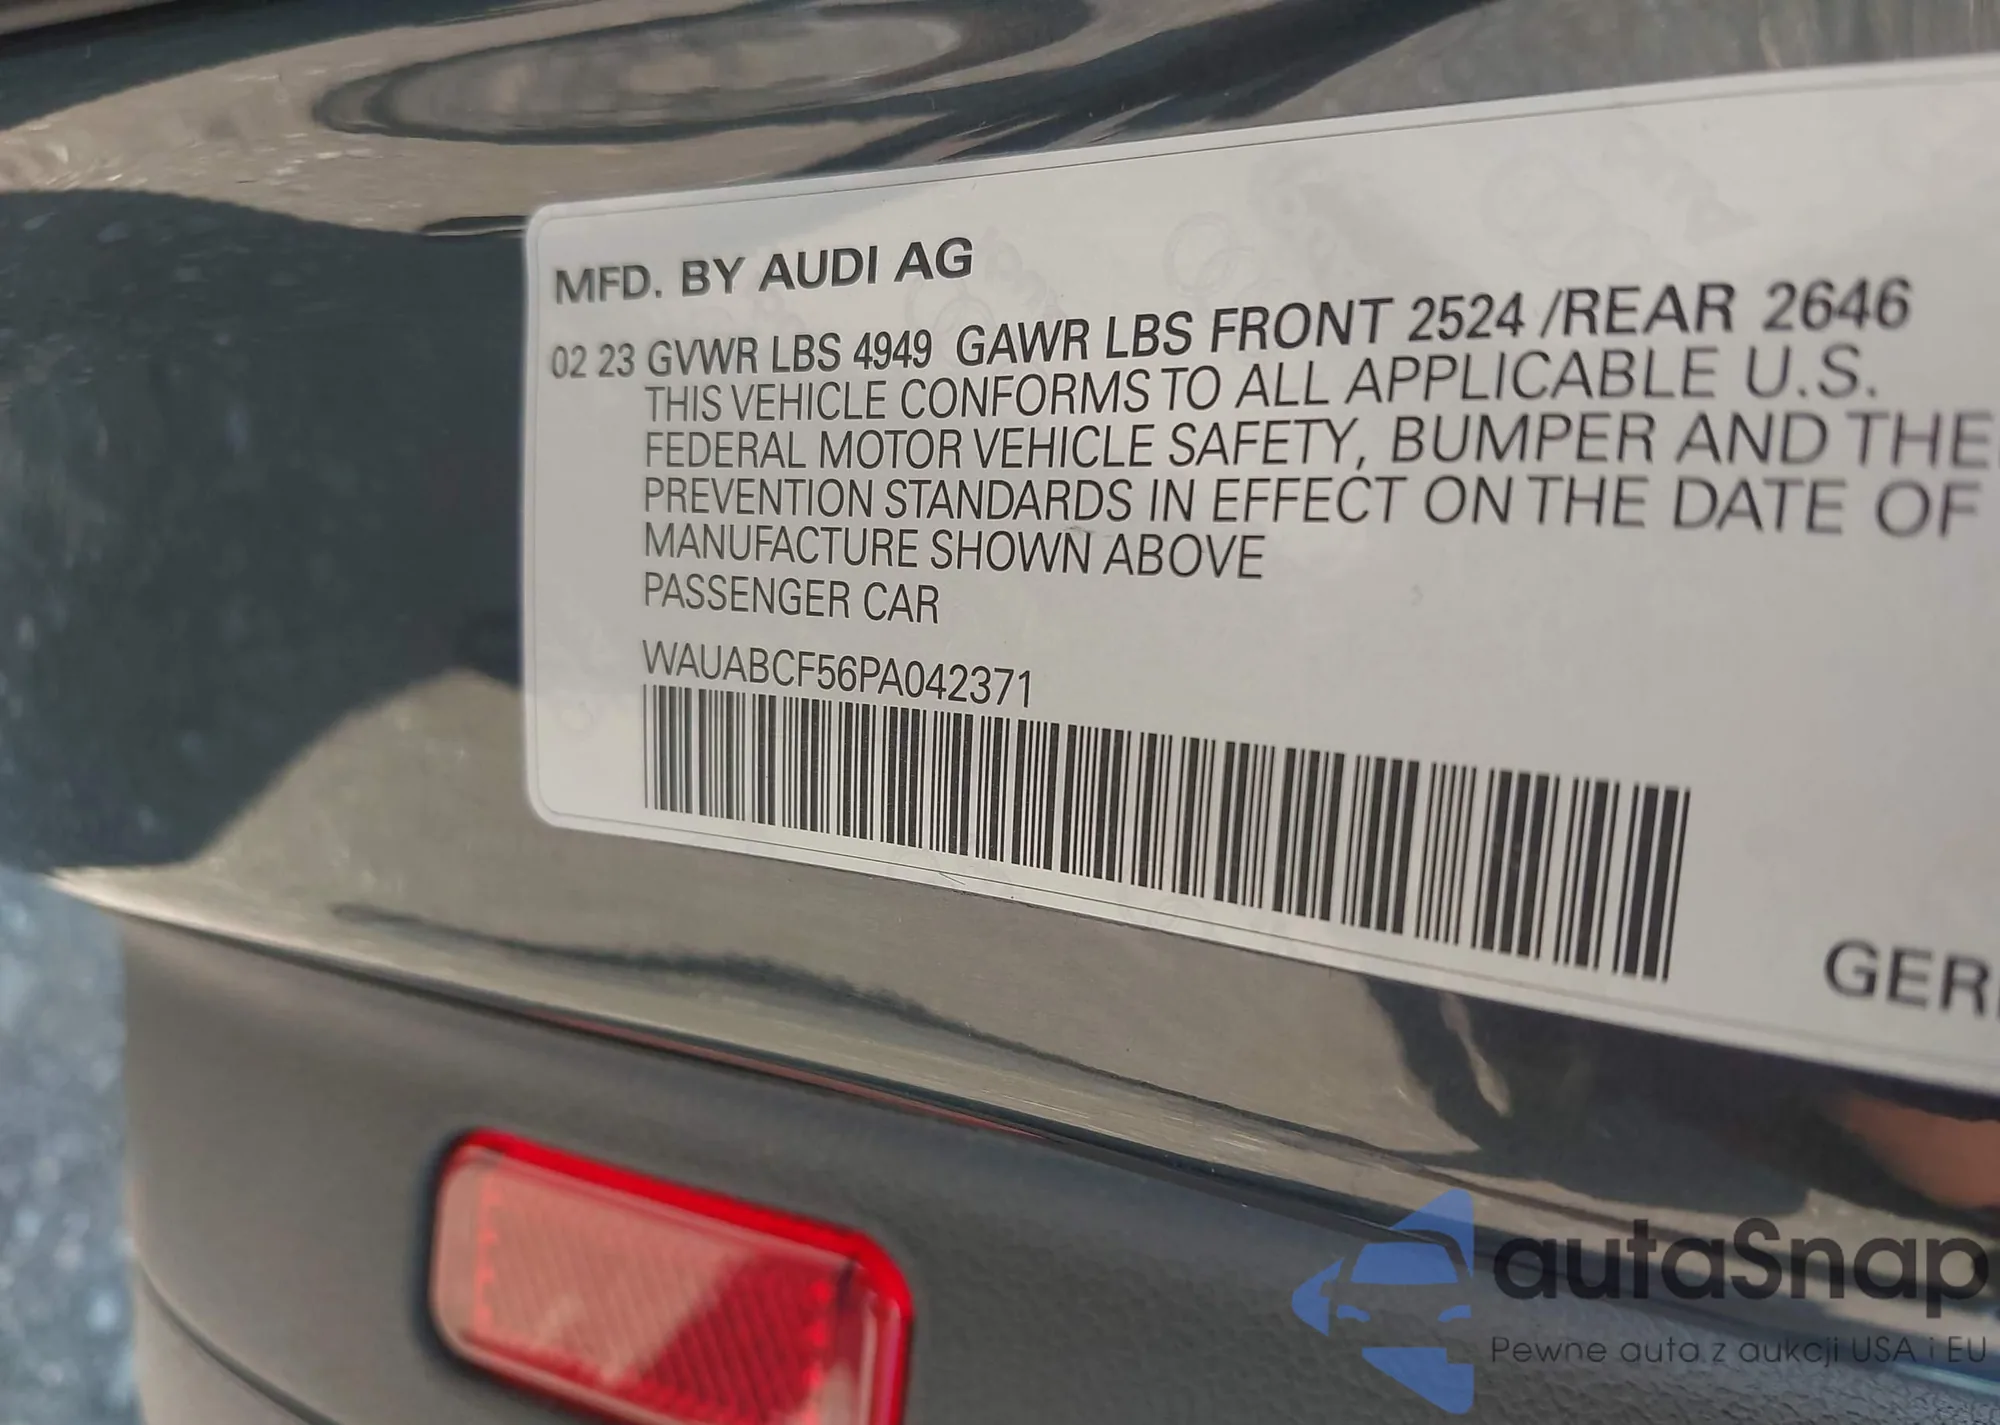 MFD. BY AUDI AG
02 23 GVWR LBS 4949 GAWR LBS FRONT 2524 /REAR 2646
THIS VEHICLE CONFORMS TO ALL APPLICABLE U.S.
FEDERAL MOTOR VEHICLE SAFETY, BUMPER AND THE
PREVENTION STANDARDS IN EFFECT ON THE DATE OF
MANUFACTURE SHOWN ABOVE
PASSENGER CAR
WAUABCF56PA042371
GER
autaSnap
Pewne auta z aukcji USA i EU